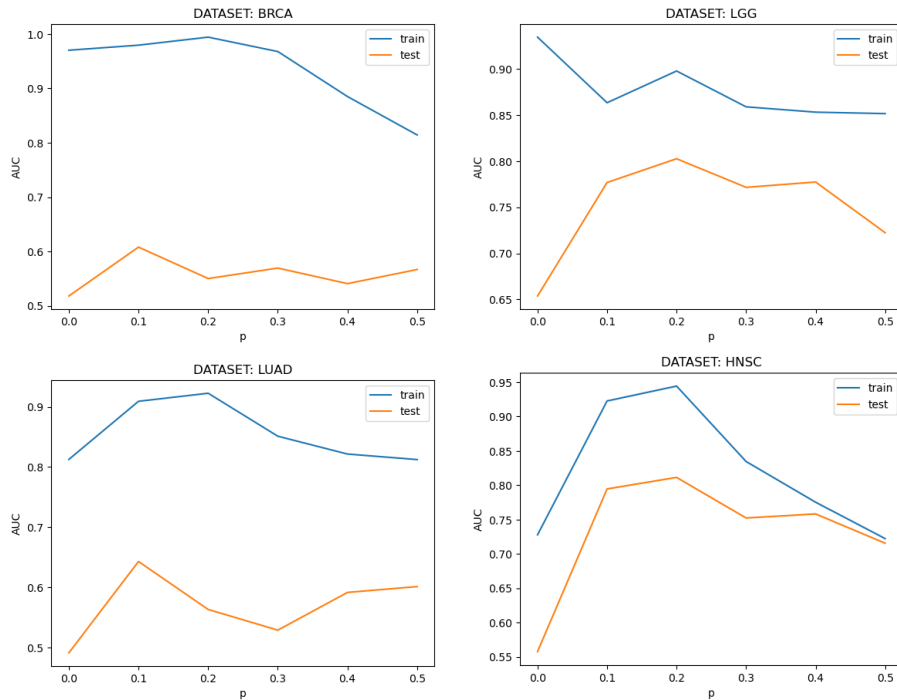 DATASET: BRCA
1.0
0.9
0.8
0.7
0.6
0.5
AUC
0.0 0.1 0.2 0.3 0.4 0.5
p
train
test
DATASET: LGG
0.90
0.85
0.80
0.75
0.70
0.65
AUC
0.0 0.1 0.2 0.3 0.4 0.5
p
train
test
DATASET: LUAD
0.9
0.8
0.7
0.6
0.5
AUC
0.0 0.1 0.2 0.3 0.4 0.5
p
train
test
DATASET: HNSC
0.95
0.90
0.85
0.80
0.75
0.70
0.65
0.60
0.55
AUC
0.0 0.1 0.2 0.3 0.4 0.5
p
train
test